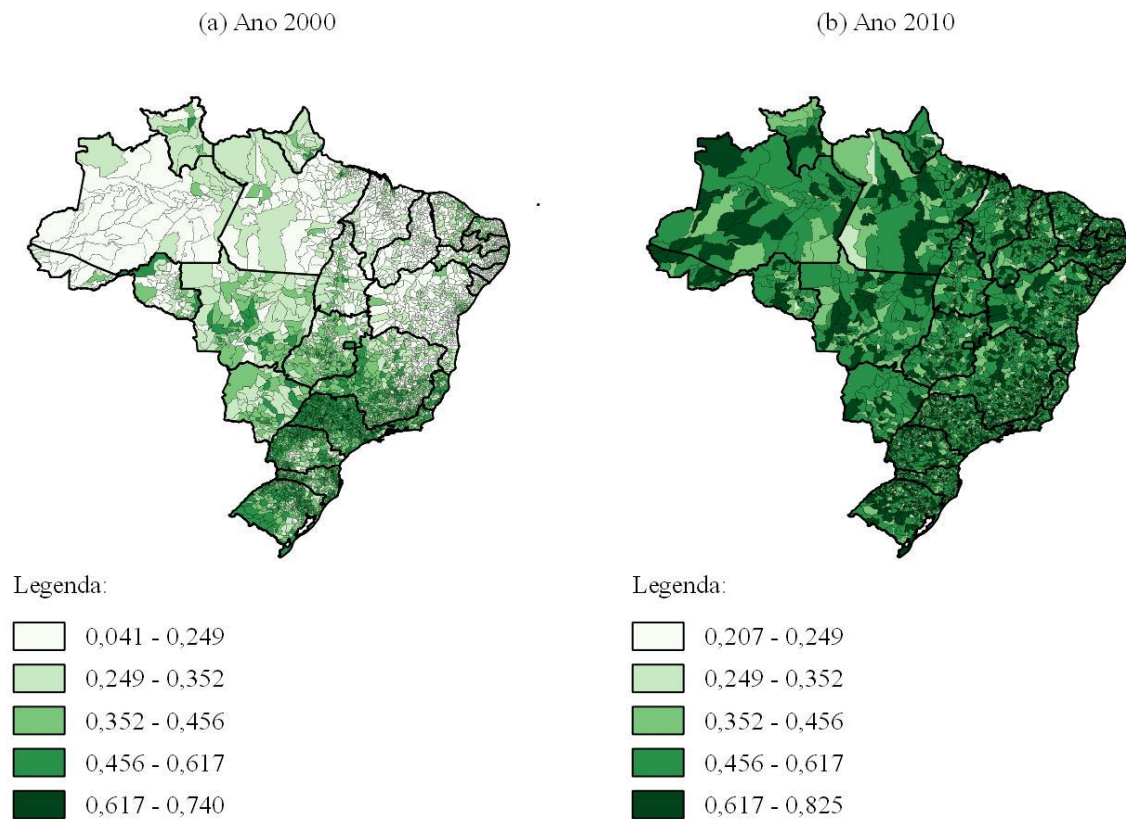 (a) Ano 2000
(b) Ano 2010
Legenda:
0,041 - 0,249
0,249 - 0,352
0,352 - 0,456
0,456 - 0,617
0,617 - 0,740
Legenda:
0,207 - 0,249
0,249 - 0,352
0,352 - 0,456
0,456 - 0,617
0,617 - 0,825